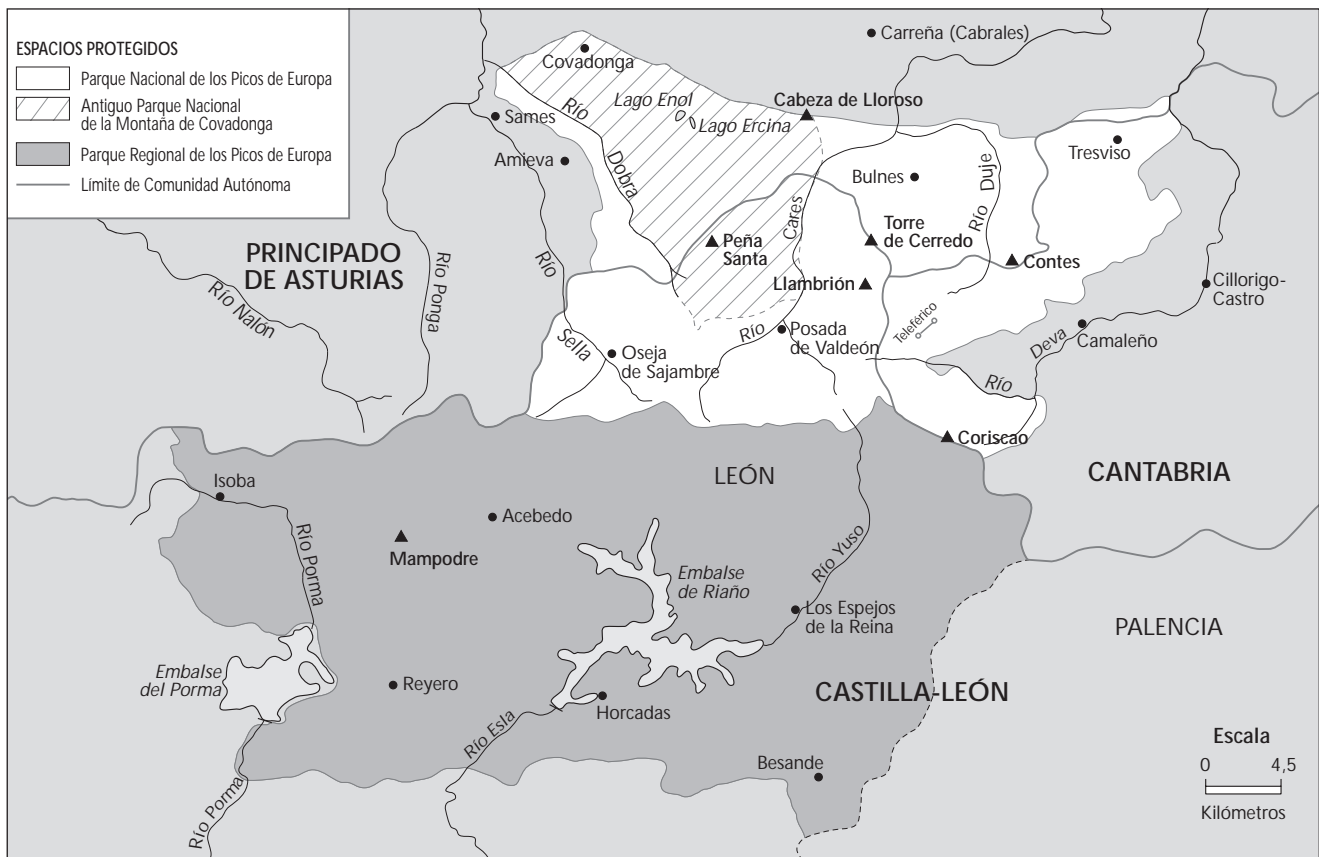 ESPACIOS PROTEGIDOS
Parque Nacional de los Picos de Europa
Antiguo Parque Nacional
de la Montaña de Covadonga
Parque Regional de los Picos de Europa
Límite de Comunidad Autónoma
Carreña (Cabrales)
Covadonga
Lago Enol
Lago Ercina
Cabeza de Lloroso
Río
Dobra
Sames
Amieva
Tresviso
Bulnes
Río Duje
Cares
Río
Peña
Santa
Torre
de Cerredo
Contes
Llambrión
PRINCIPADO
DE ASTURIAS
Río Nalón
Río Ponga
Río
Sella
Oseja
de Sajambre
Posada
de Valdeón
Teleférico
Cillorigo-
Castro
Camaleño
Deva
Río
Coriscao
CANTABRIA
LEÓN
Isoba
Acebedo
Mampodre
Río Porma
Embalse
de Riaño
Río Yuso
Los Espejos
de la Reina
PALENCIA
Embalse
del Porma
Reyero
Horcadas
CASTILLA-LEÓN
Río Esla
Besande
Río Porma
Escala
0 4,5
Kilómetros